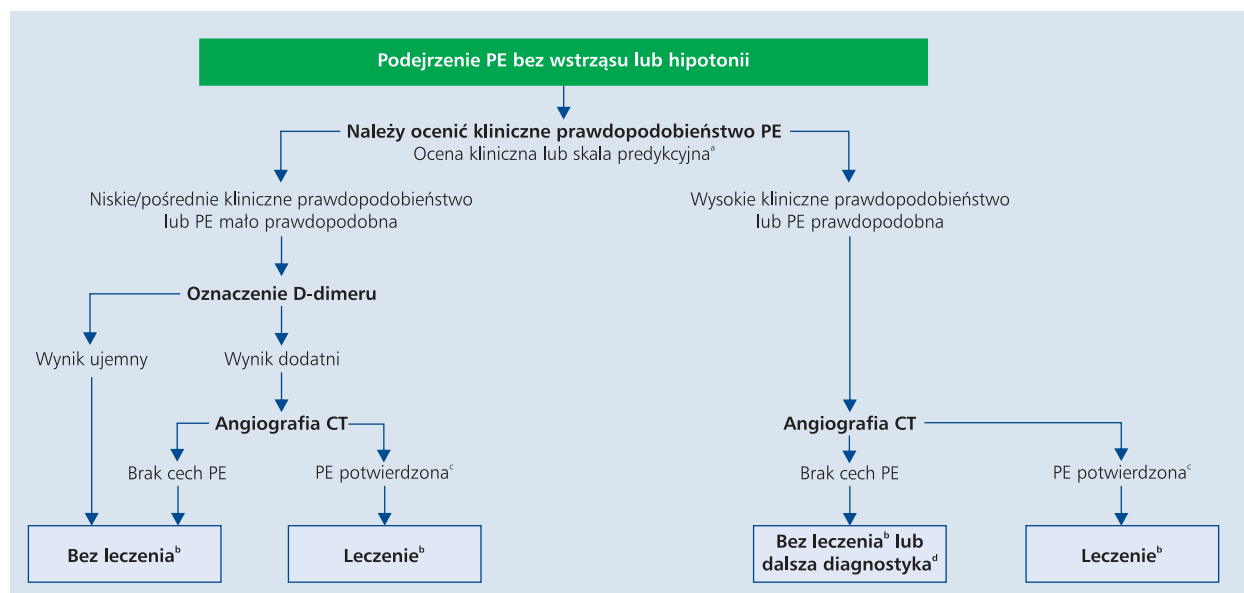 Podejrzenie PE bez wstrząsu lub hipotonii
Należy ocenić kliniczne prawdopodobieństwo PE
Ocena kliniczna lub skala predykcyjnaᵃ
Niskie/pośrednie kliniczne prawdopodobieństwo
lub PE mało prawdopodobna
Wysokie kliniczne prawdopodobieństwo
lub PE prawdopodobna
Oznaczenie D-dimeru
Wynik ujemny
Wynik dodatni
Angiografia CT
Angiografia CT
Brak cech PE
PE potwierdzonaᶜ
Brak cech PE
PE potwierdzonaᶜ
Bez leczeniaᵇ
Leczenieᵇ
Bez leczeniaᵇ lub
dalsza diagnostykaᵈ
Leczenieᵇ